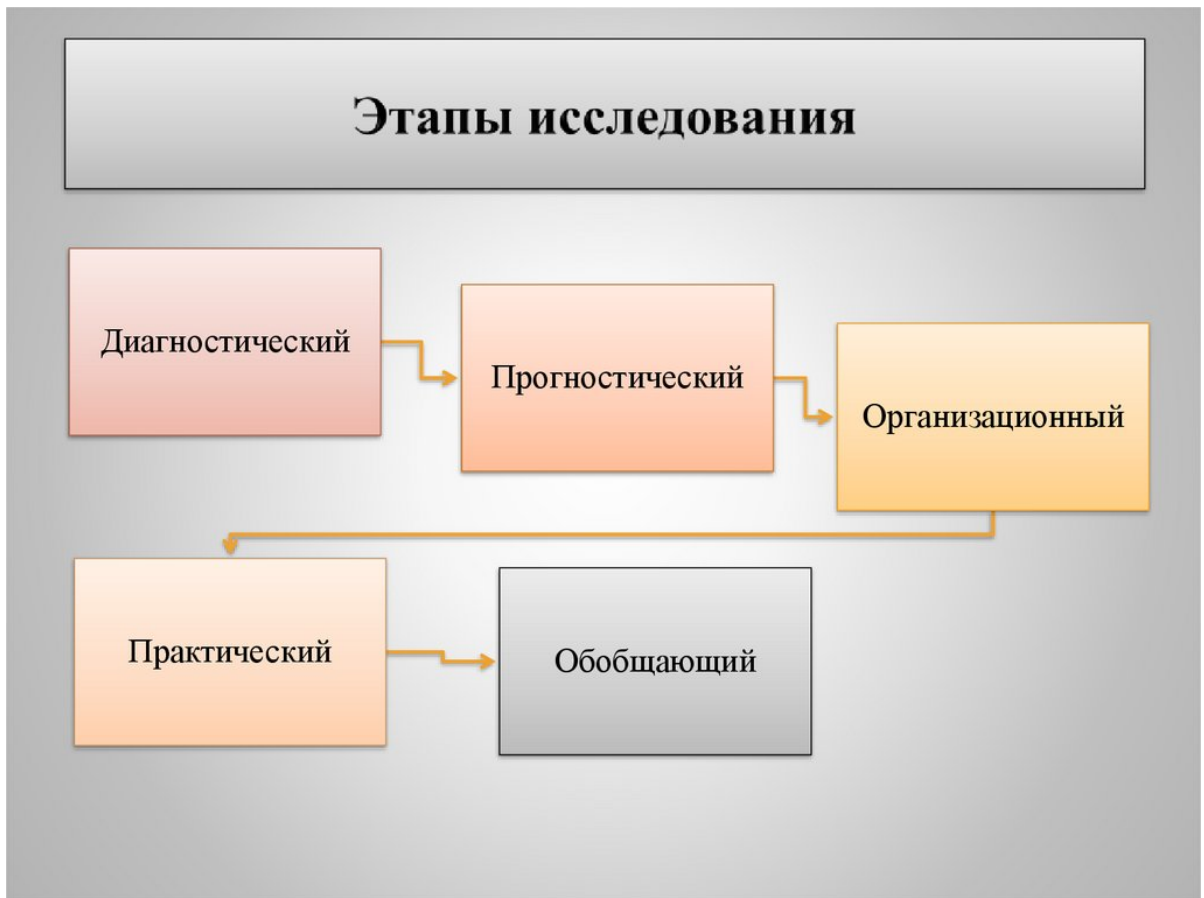 Этапы исследования
Диагностический
Прогностический
Организационный
Практический
Обобщающий